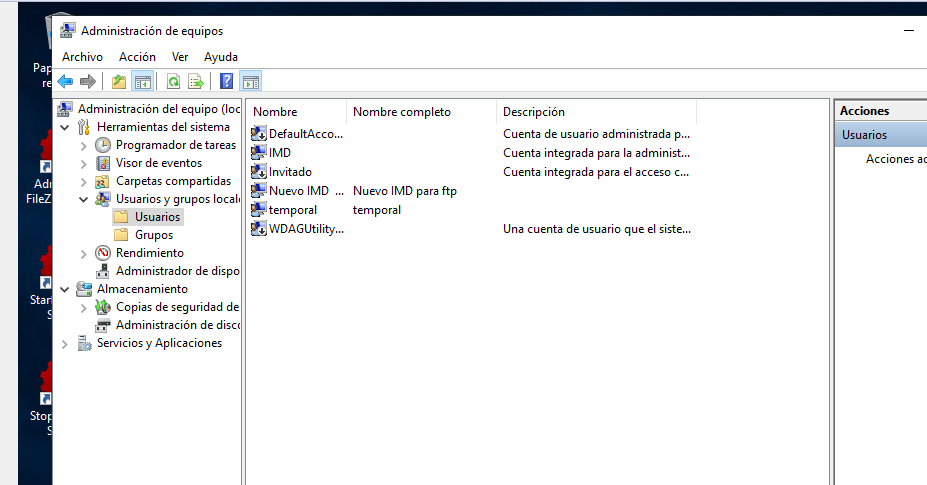 Administración de equipos
Archivo Acción Ver Ayuda
Administración del equipo (loc
Herramientas del sistema
Programador de tareas
Visor de eventos
Carpetas compartidas
Usuarios y grupos locale
Usuarios
Grupos
Rendimiento
Administrador de dispo
Almacenamiento
Copias de seguridad de
Administración de disco
Servicios y Aplicaciones
Nombre Nombre completo Descripción
DefaultAcco... Cuenta de usuario administrada p...
IMD Cuenta integrada para la administ...
Invitado Cuenta integrada para el acceso c...
Nuevo IMD ... Nuevo IMD para ftp
temporal temporal
WDAGUtility... Una cuenta de usuario que el siste...
Acciones
Usuarios
Acciones ad
Pap
re
Adr
FileZ
Star
S
Stop
S